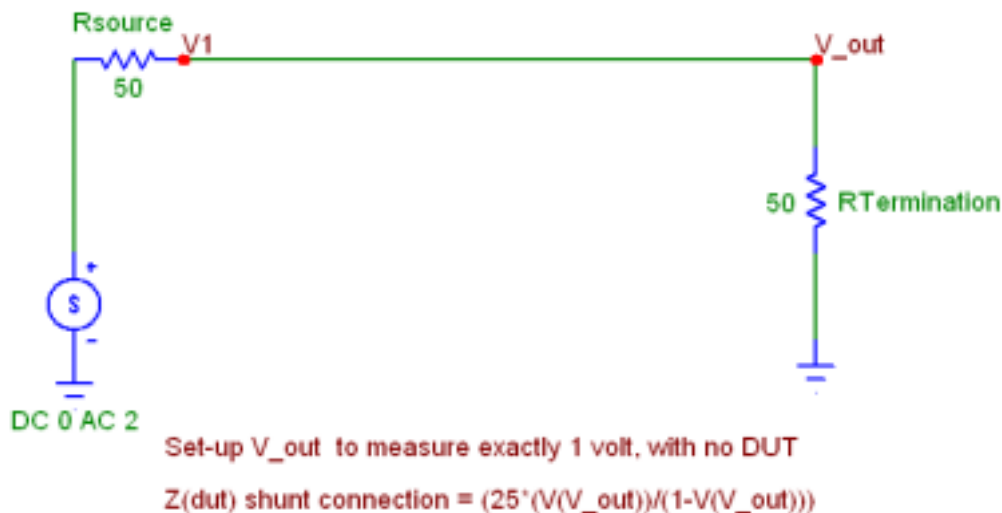 Rsource
V1
V_out
50
50
RTermination
+
S
-
DC 0 AC 2
Set-up V_out to measure exactly 1 volt, with no DUT
Z(dut) shunt connection = (25*(V(V_out))/(1-V(V_out)))